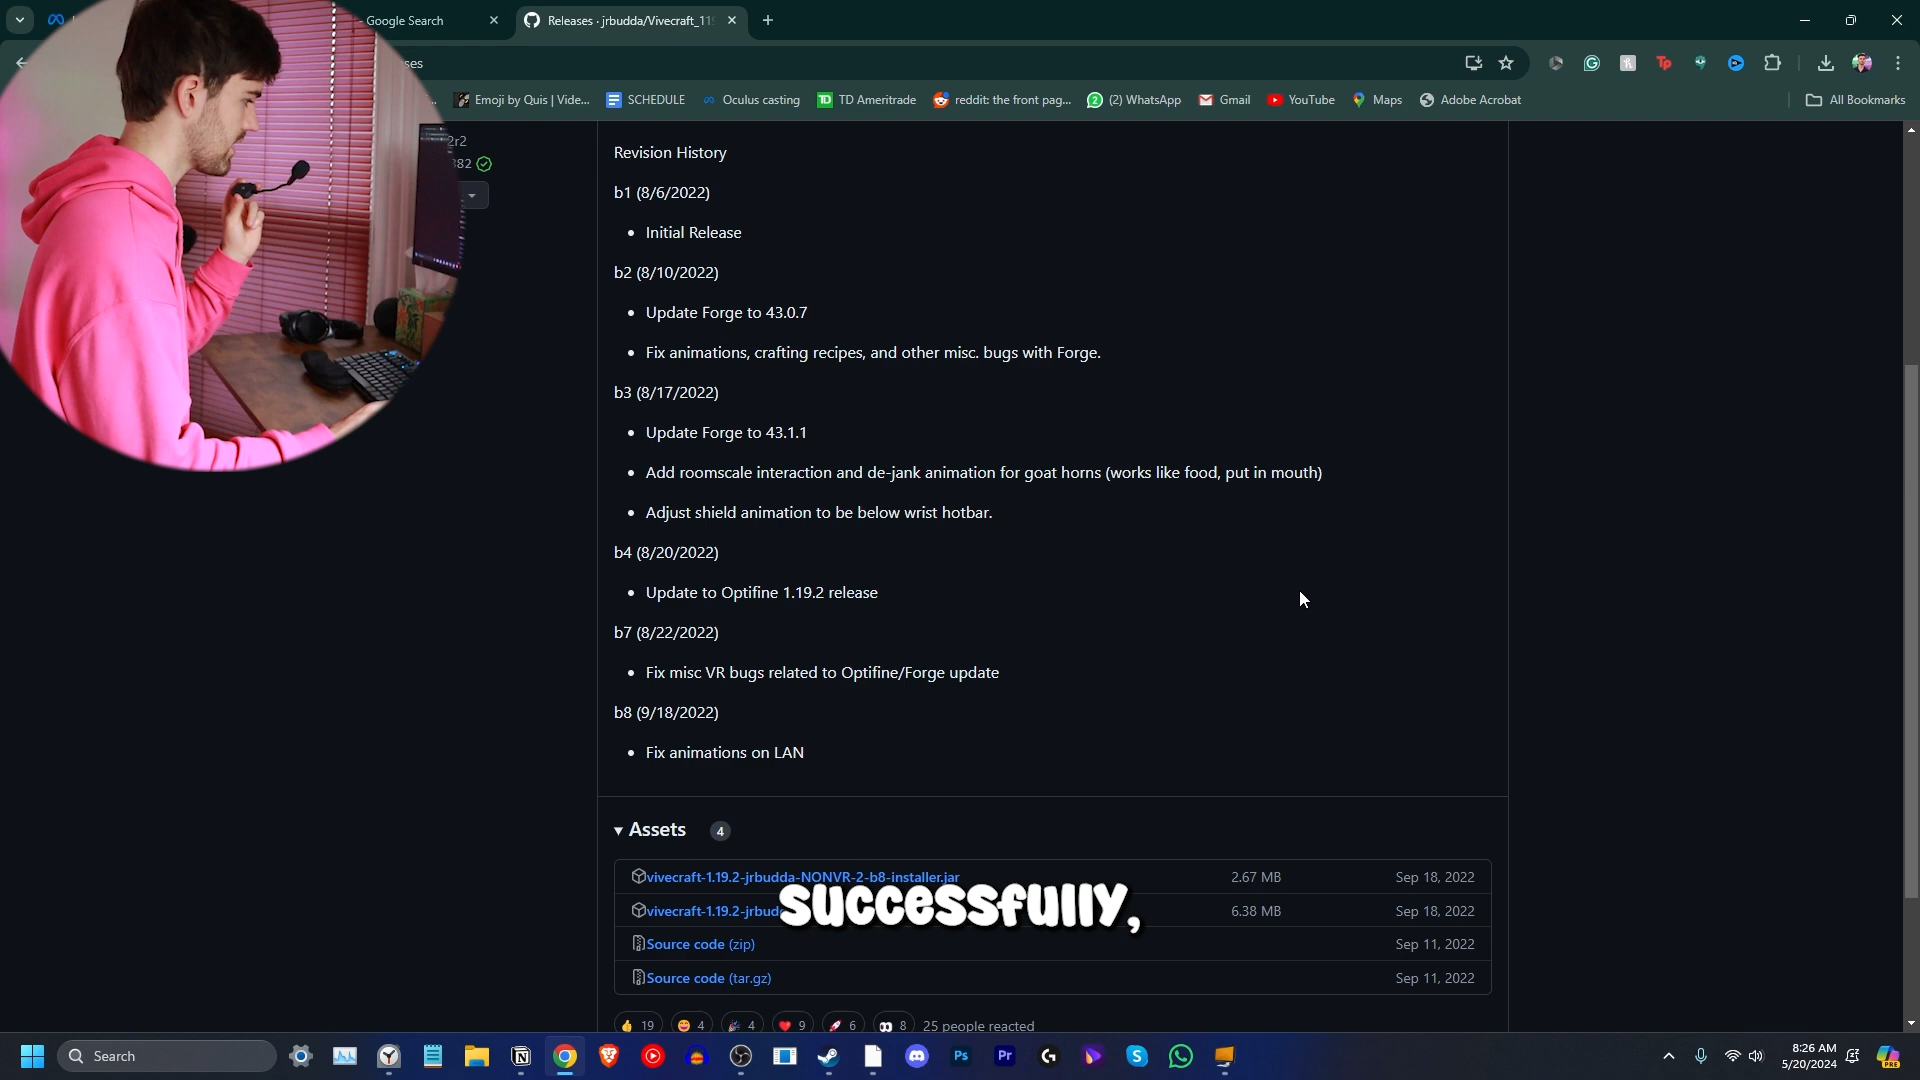 Google Search
Releases · jrbudda/Vivecraft_119
ses
Emoji by Quis | Vide...
SCHEDULE
Oculus casting
TD Ameritrade
reddit: the front pag...
(2) WhatsApp
Gmail
YouTube
Maps
Adobe Acrobat
All Bookmarks
2r2
382
Revision History
b1 (8/6/2022)
• Initial Release
b2 (8/10/2022)
• Update Forge to 43.0.7
• Fix animations, crafting recipes, and other misc. bugs with Forge.
b3 (8/17/2022)
• Update Forge to 43.1.1
• Add roomscale interaction and de-jank animation for goat horns (works like food, put in mouth)
• Adjust shield animation to be below wrist hotbar.
b4 (8/20/2022)
• Update to Optifine 1.19.2 release
b7 (8/22/2022)
• Fix misc VR bugs related to Optifine/Forge update
b8 (9/18/2022)
• Fix animations on LAN
Assets 4
vivecraft-1.19.2-jrbudda-NONVR-2-b8-installer.jar 2.67 MB Sep 18, 2022
vivecraft-1.19.2-jrbud 6.38 MB Sep 18, 2022
successfully,
Source code (zip) Sep 11, 2022
Source code (tar.gz) Sep 11, 2022
19 4 4 9 6 8 25 people reacted
Search
Ps
Pr
8:26 AM
5/20/2024
PRE